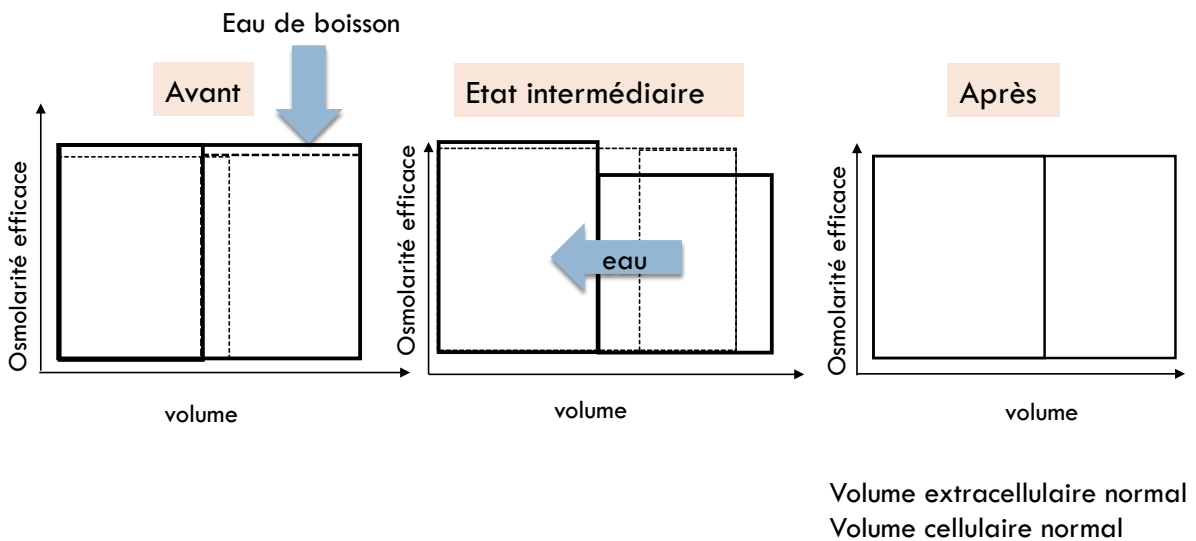 Eau de boisson
Avant
Etat intermédiaire
Après
Osmolarité efficace
Osmolarité efficace
eau
Osmolarité efficace
volume
volume
volume
Volume extracellulaire normal
Volume cellulaire normal